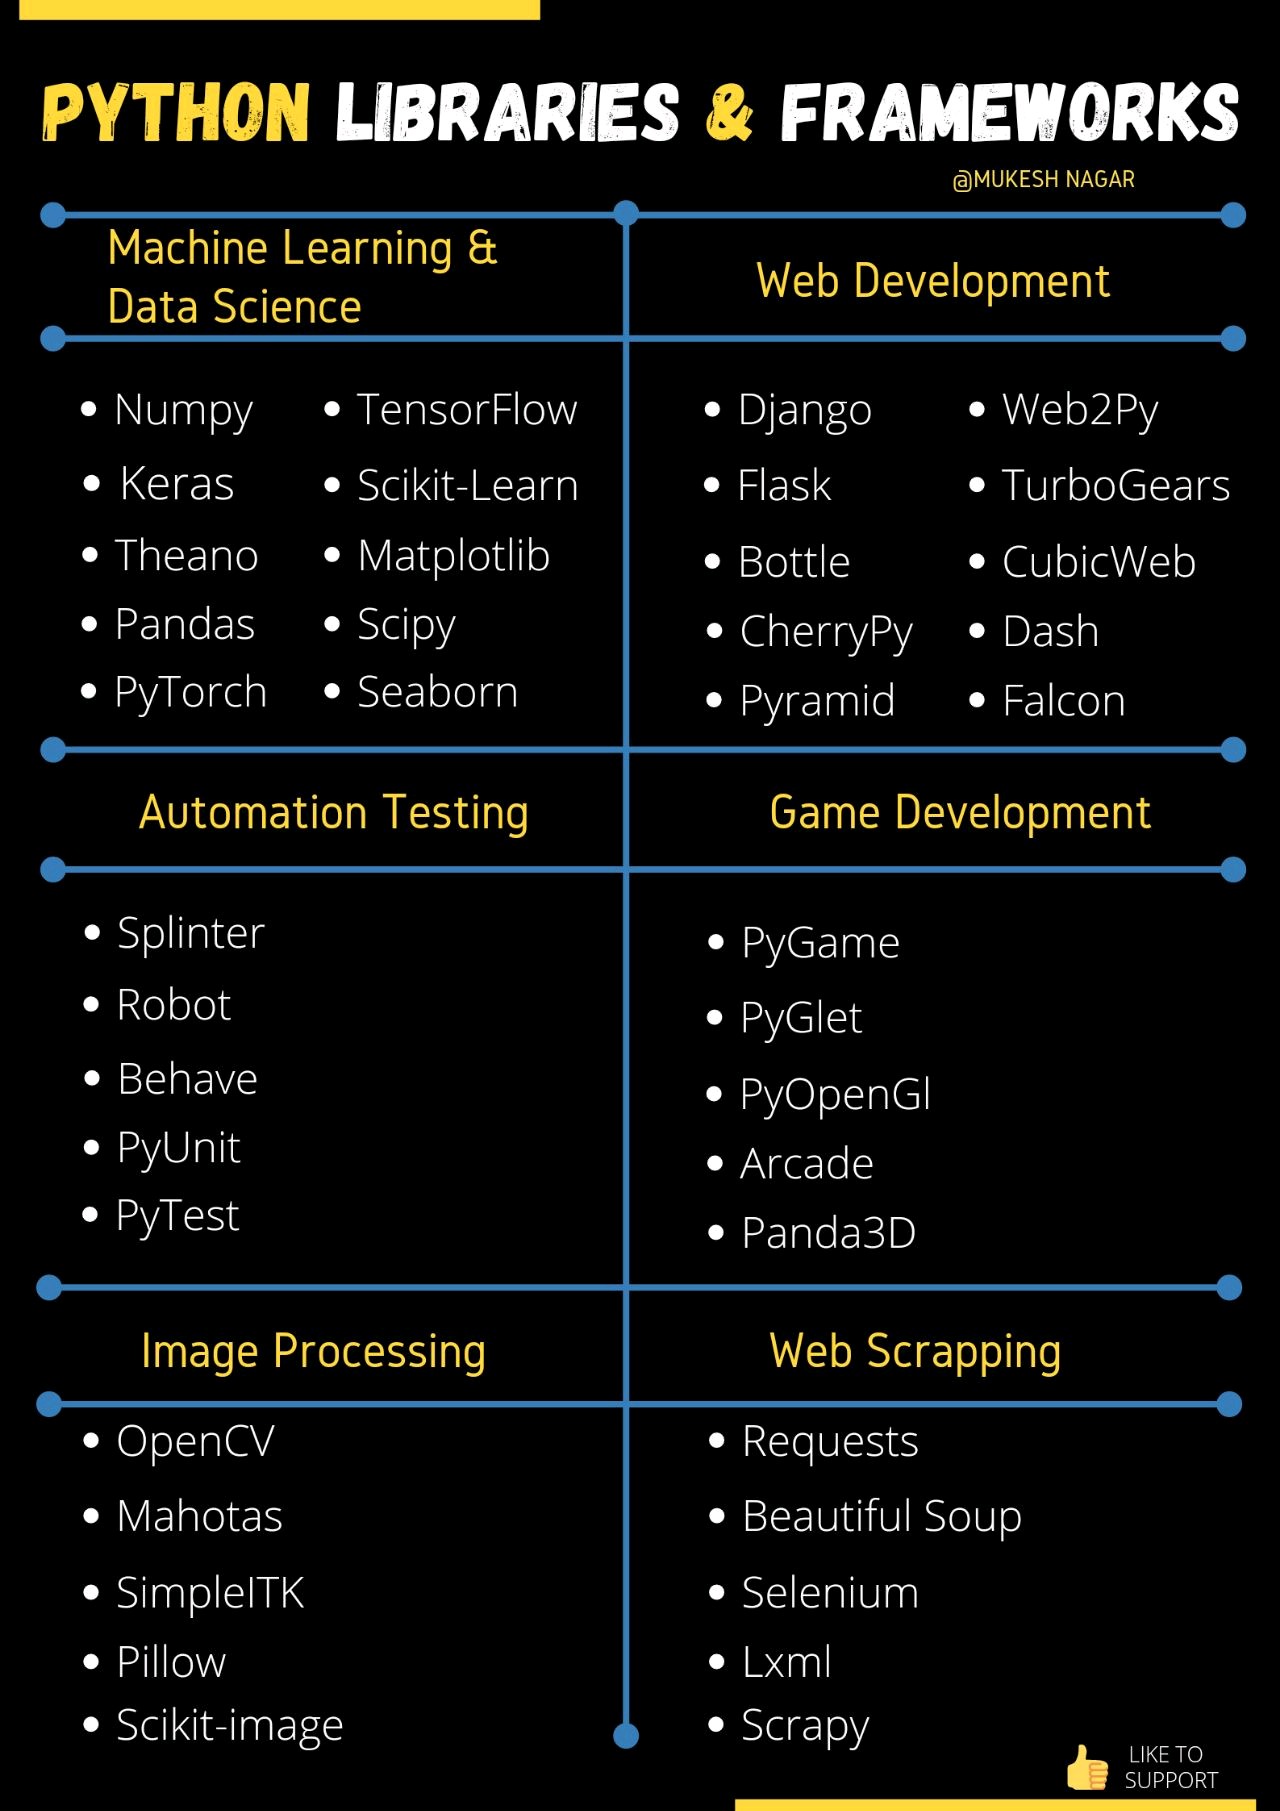 PYTHON LIBRARIES & FRAMEWORKS
@MUKESH NAGAR
Machine Learning &
Data Science
Numpy
Keras
Theano
Pandas
PyTorch
TensorFlow
Scikit-Learn
Matplotlib
Scipy
Seaborn
Web Development
Django
Flask
Bottle
CherryPy
Pyramid
Web2Py
TurboGears
CubicWeb
Dash
Falcon
Automation Testing
Splinter
Robot
Behave
PyUnit
PyTest
Game Development
PyGame
PyGlet
PyOpenGl
Arcade
Panda3D
Image Processing
OpenCV
Mahotas
SimpleITK
Pillow
Scikit-image
Web Scrapping
Requests
Beautiful Soup
Selenium
Lxml
Scrapy
LIKE TO
SUPPORT